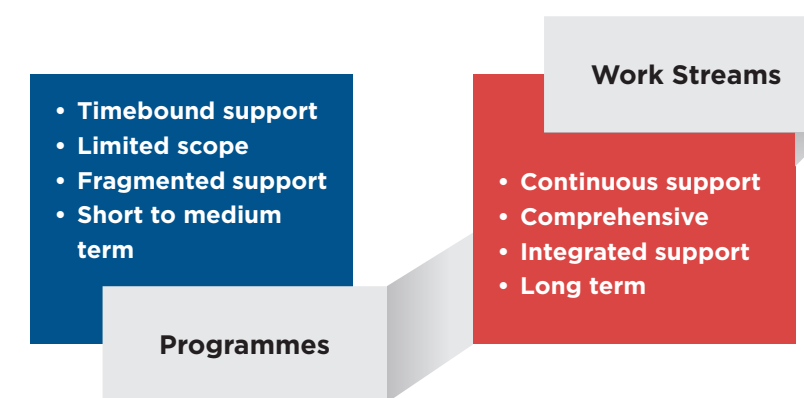 • Timebound support
• Limited scope
• Fragmented support
• Short to medium
term
Programmes
Work Streams
• Continuous support
• Comprehensive
• Integrated support
• Long term